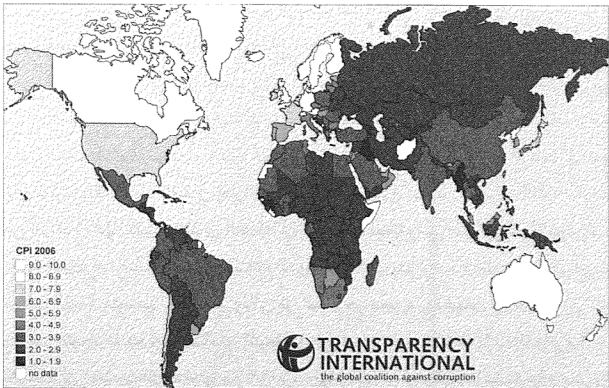 CPI 2006
9.0 - 10.0
8.0 - 8.9
7.0 - 7.9
6.0 - 6.9
5.0 - 5.9
4.0 - 4.9
3.0 - 3.9
2.0 - 2.9
1.0 - 1.9
no data
TRANSPARENCY
INTERNATIONAL
the global coalition against corruption